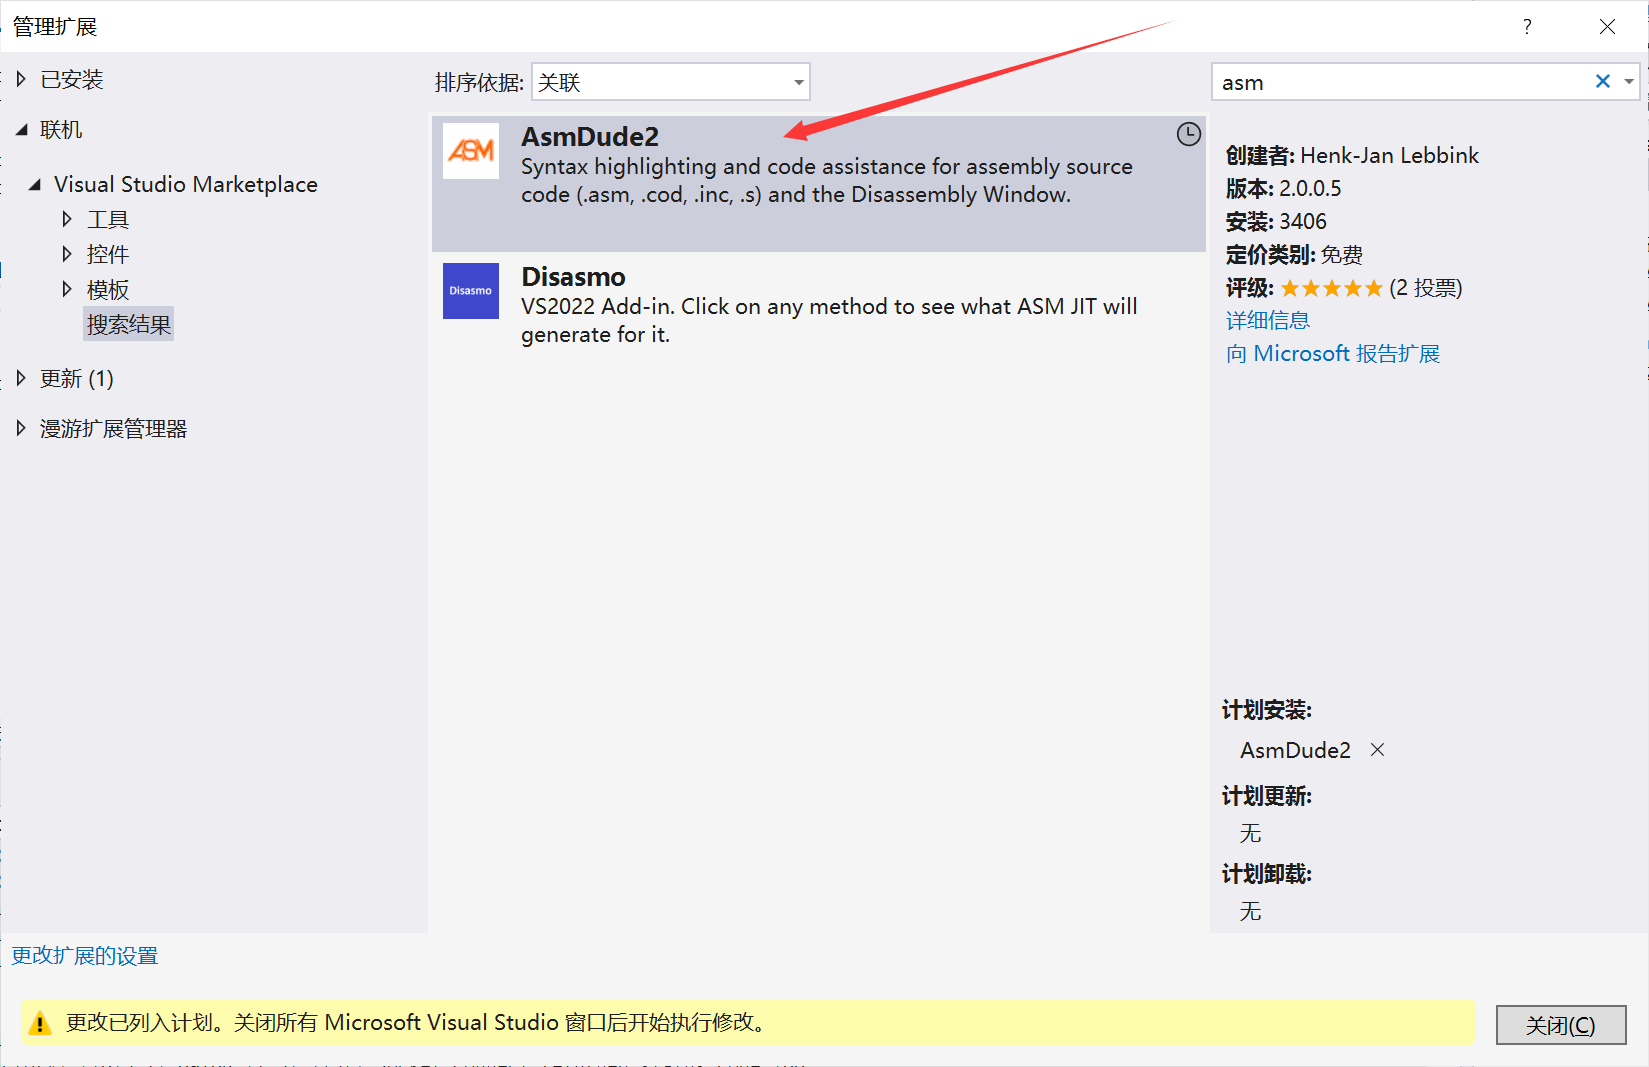 管理扩展
?
已安装
联机
Visual Studio Marketplace
工具
控件
模板
搜索结果
更新 (1)
漫游扩展管理器
排序依据: 关联
asm
ASM
AsmDude2
Syntax highlighting and code assistance for assembly source
code (.asm, .cod, .inc, .s) and the Disassembly Window.
Disasmo
Disasmo
VS2022 Add-in. Click on any method to see what ASM JIT will
generate for it.
创建者: Henk-Jan Lebbink
版本: 2.0.0.5
安装: 3406
定价类别: 免费
评级: (2 投票)
详细信息
向 Microsoft 报告扩展
计划安装:
AsmDude2
计划更新:
无
计划卸载:
无
更改扩展的设置
更改已列入计划。关闭所有 Microsoft Visual Studio 窗口后开始执行修改。
关闭(C)